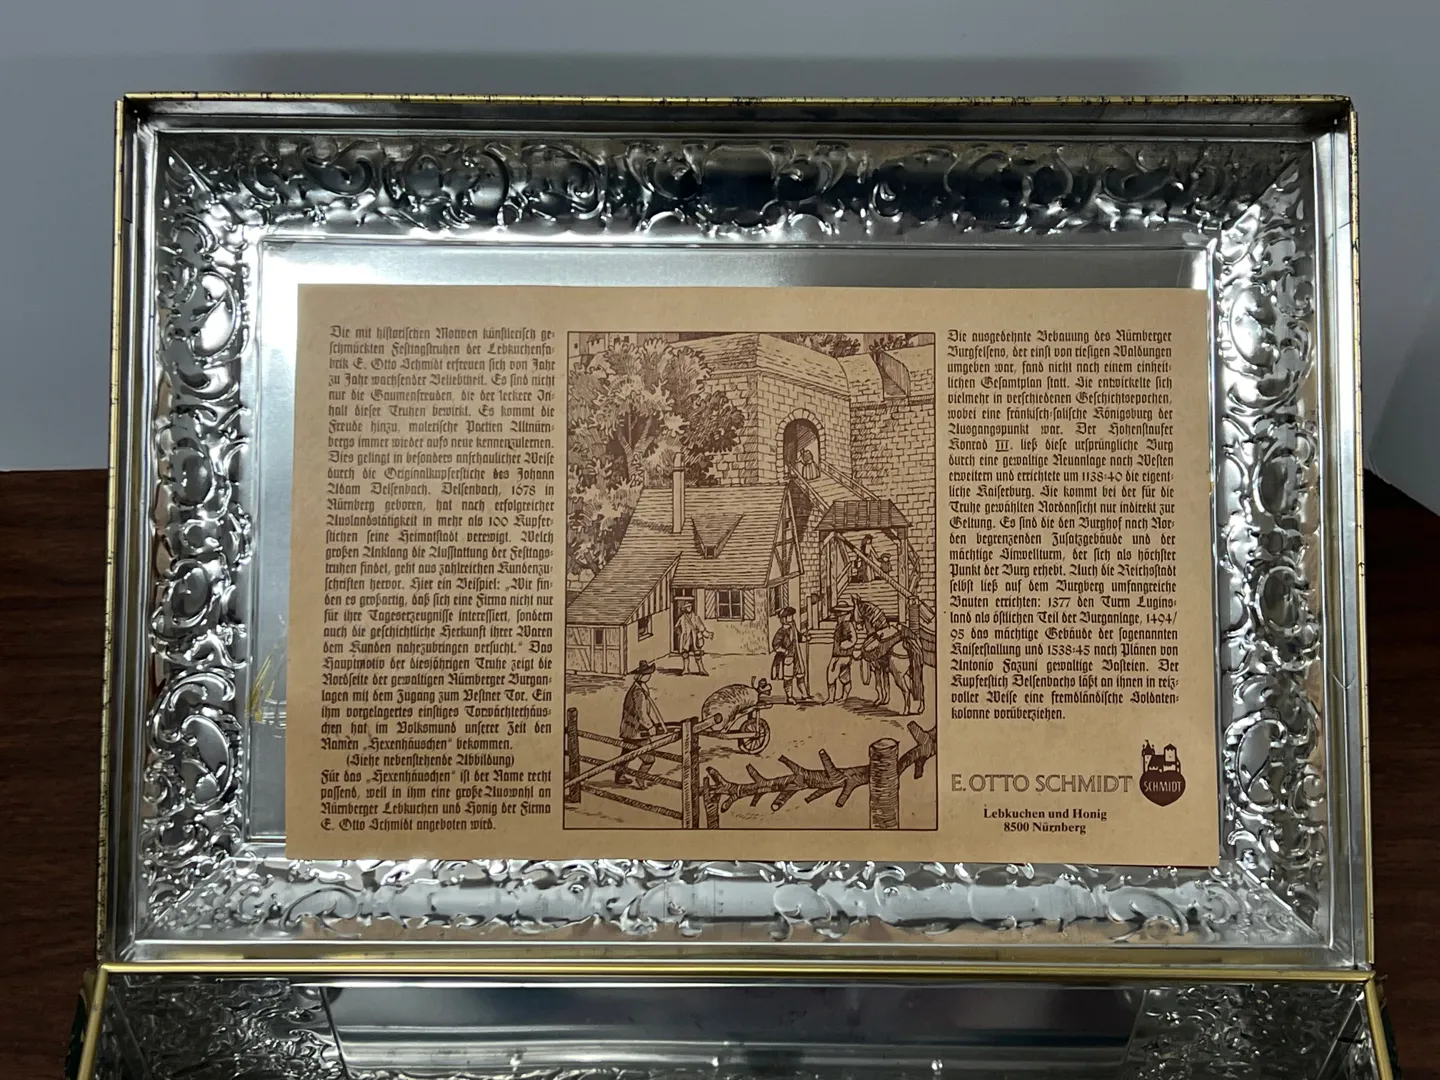 Die mit historischen Motiven künstlerisch ge-
schmückten Festtagstruhen der Lebkuchenfa-
brik E. Otto Schmidt erfreuen sich von Jahr
zu Jahr wachsender Beliebtheit. Es sind nicht
nur die Gaumenfreuden, die der leckere In-
halt dieser Truhen bewirkt. Es kommt die
Freude hinzu, malerische Partien Altnürn-
bergs immer wieder aufs neue kennenzulernen.
Dies gelingt in besonders anschaulicher Weise
durch die Originalkupferstiche des Johann
Adam Delsenbach. Delsenbach, 1678 in
Nürnberg geboren, hat nach erfolgreicher
Auslandstätigkeit in mehr als 100 Kupfer-
stichen seine Heimatstadt verewigt. Welch
großen Anklang die Ausstattung der Festtags-
truhen findet, geht aus zahlreichen Kundenzu-
schriften hervor. Hier ein Beispiel: „Wir fin-
den es großartig, daß sich eine Firma nicht nur
für ihre Tageserzeugnisse interessiert, sondern
auch die geschichtliche Herkunft ihrer Waren
dem Kunden nahezubringen versucht.“ Das
Hauptmotiv der diesjährigen Truhe zeigt die
Nordseite der gewaltigen Nürnberger Burgan-
lagen mit dem Zugang zum Vestner Tor. Ein
ihm vorgelagertes einstiges Torwächterhäus-
chen hat im Volksmund unserer Zeit den
Namen „Hexenhäuschen“ bekommen.
(Siehe nebenstehende Abbildung)
Für das „Hexenhäuschen“ ist der Name recht
passend, weil in ihm eine große Auswahl an
Nürnberger Lebkuchen und Honig der Firma
E. Otto Schmidt angeboten wird.
Die ausgedehnte Bebauung des Nürnberger
Burgfelsens, der einst von riesigen Waldungen
umgeben war, fand nicht nach einem einheit-
lichen Gesamtplan statt. Sie entwickelte sich
vielmehr in verschiedenen Geschichtsepochen,
wobei eine fränkisch-salische Königsburg der
Ausgangspunkt war. Der Hohenstaufer
Konrad III. ließ diese ursprüngliche Burg
durch eine gewaltige Neuanlage nach Westen
erweitern und errichtete um 1138-40 die eigent-
liche Kaiserburg. Sie kommt bei der für die
Truhe gewählten Nordansicht nur indirekt zur
Geltung. Es sind die den Burghof nach Nor-
den begrenzenden Zusatzgebäude und der
mächtige Sinwellturm, der sich als höchster
Punkt der Burg erhebt. Auch die Reichsstadt
selbst ließ auf dem Burgberg umfangreiche
Bauten errichten: 1377 den Turm Lugins-
land als östlichen Teil der Burganlage, 1494/
95 das mächtige Gebäude der sogenannten
Kaiserstallung und 1538-45 nach Plänen von
Antonio Fazuni gewaltige Basteien. Der
Kupferstich Delsenbachs läßt an ihnen in reiz-
voller Weise eine fremdländische Soldaten-
kolonne vorüberziehen.
E. OTTO SCHMIDT
SCHMIDT
Lebkuchen und Honig
8500 Nürnberg